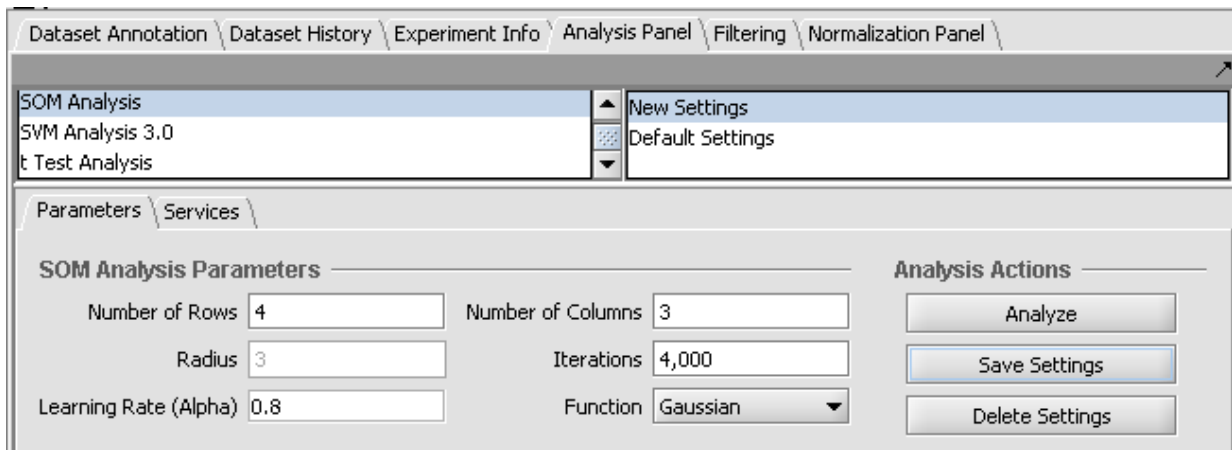 Dataset Annotation Dataset History Experiment Info Analysis Panel Filtering Normalization Panel
SOM Analysis
SVM Analysis 3.0
t Test Analysis
New Settings
Default Settings
Parameters Services
SOM Analysis Parameters
Number of Rows 4 Number of Columns 3
Radius 3 Iterations 4,000
Learning Rate (Alpha) 0.8 Function Gaussian
Analysis Actions
Analyze
Save Settings
Delete Settings